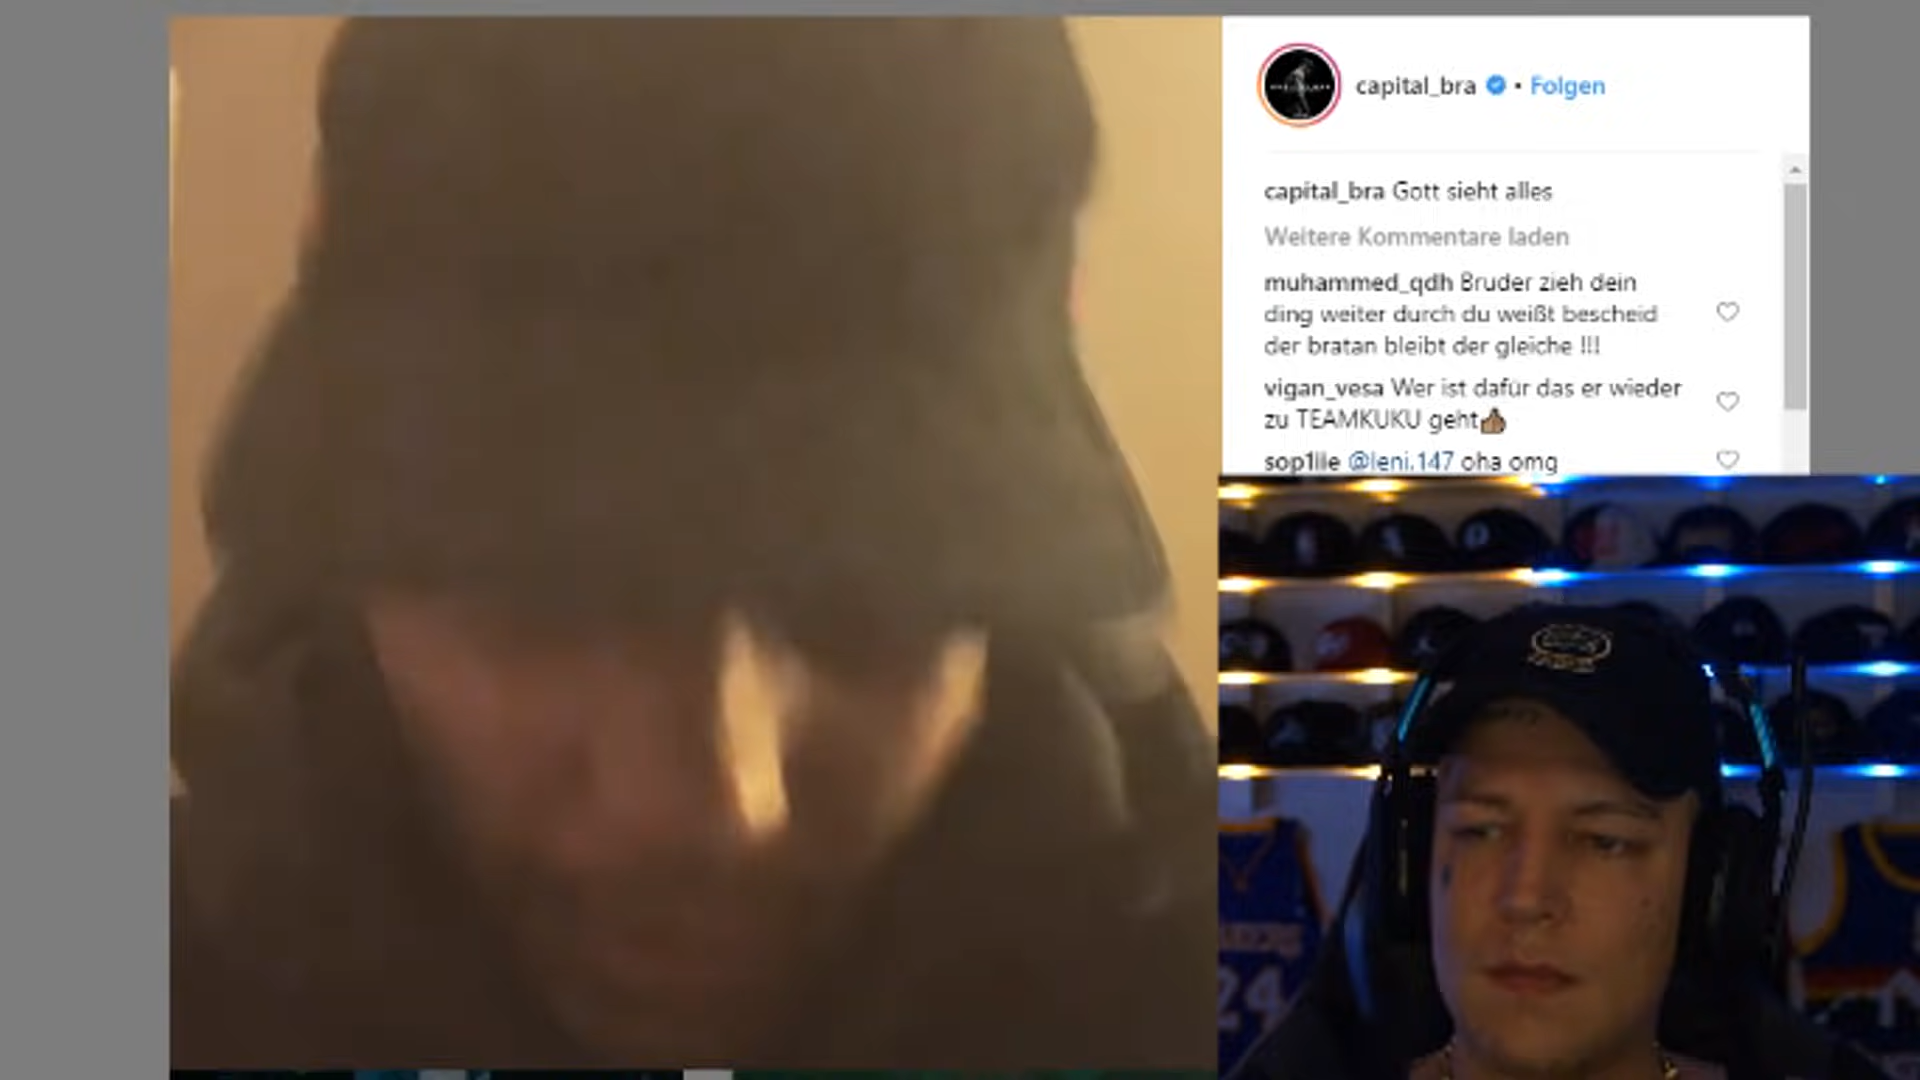 capital_bra • Folgen
capital_bra Gott sieht alles
Weitere Kommentare laden
muhammed_qdh Bruder zieh dein
ding weiter durch du weißt bescheid
der bratan bleibt der gleiche !!!
vigan_vesa Wer ist dafür das er wieder
zu TEAMKUKU geht👍🏾
sop1iie @leni.147 oha omg
24